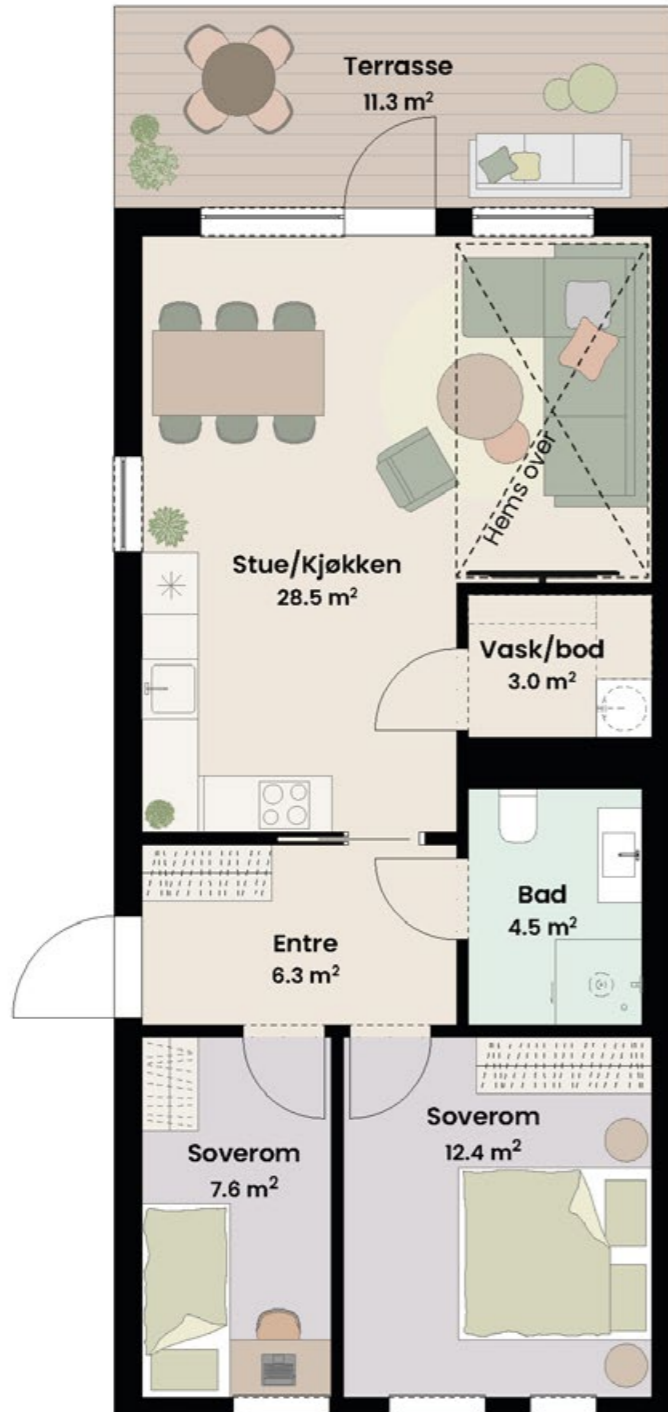 Terrasse
11.3 m²
Hems over
Stue/Kjøkken
28.5 m²
Vask/bod
3.0 m²
Bad
4.5 m²
Entre
6.3 m²
Soverom
12.4 m²
Soverom
7.6 m²